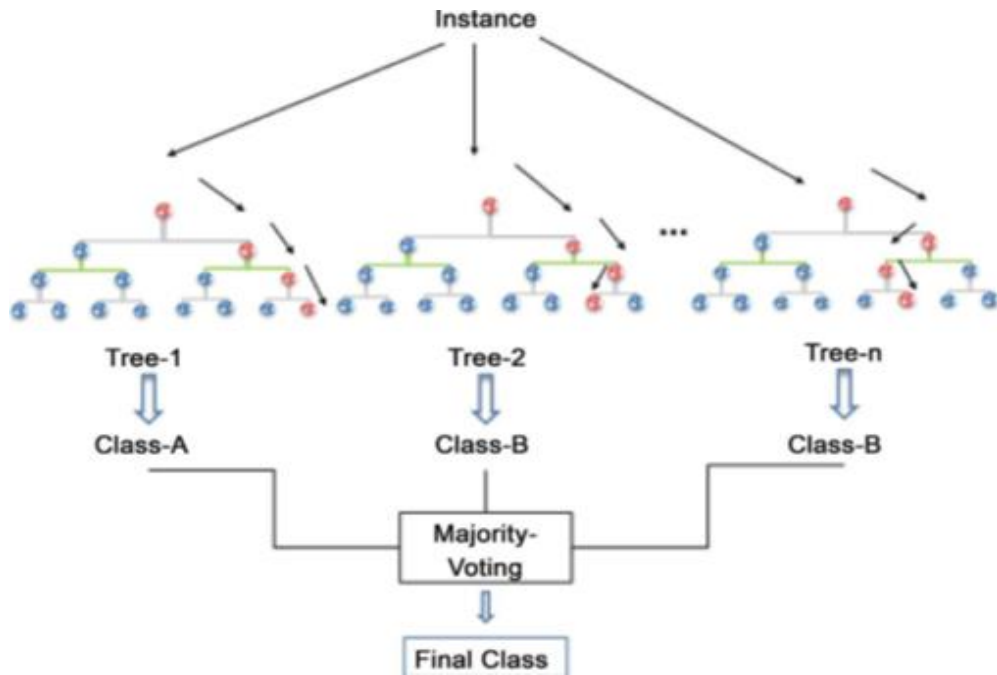 Instance
...
Tree-1
Tree-2
Tree-n
Class-A
Class-B
Class-B
Majority-
Voting
Final Class